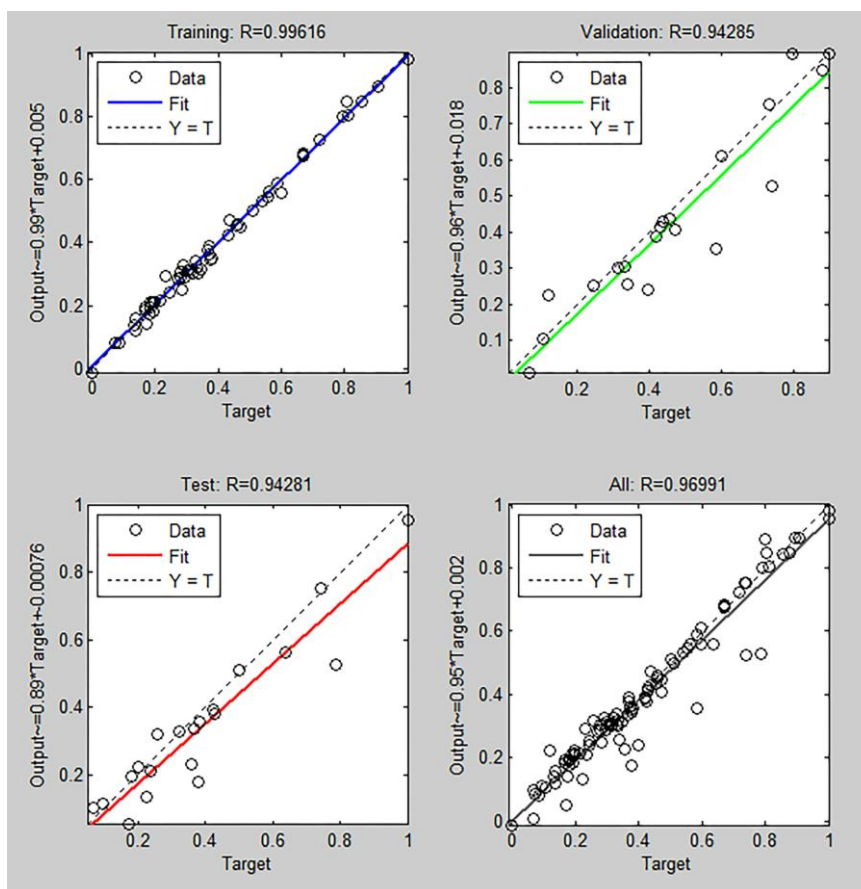 Training: R=0.99616
Output~=0.99*Target+0.005
1
0.8
0.6
0.4
0.2
0
Data
Fit
Y = T
0
0.2
0.4
0.6
0.8
1
Target
Validation: R=0.94285
Output~=0.96*Target+-0.018
0.9
0.8
0.7
0.6
0.5
0.4
0.3
0.2
0.1
Data
Fit
Y = T
0.2
0.4
0.6
0.8
Target
Test: R=0.94281
Output~=0.89*Target+-0.00076
1
0.8
0.6
0.4
0.2
Data
Fit
Y = T
0.2
0.4
0.6
0.8
1
Target
All: R=0.96991
Output~=0.95*Target+0.002
1
0.8
0.6
0.4
0.2
0
Data
Fit
Y = T
0
0.2
0.4
0.6
0.8
1
Target